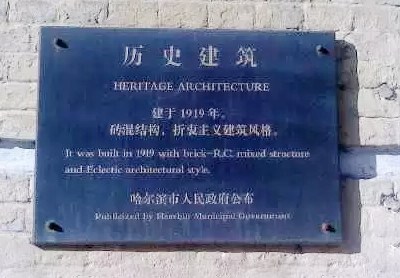 历史建筑
HERITAGE ARCHITECTURE
建于1919年。
砖混结构，折衷主义建筑风格。
It was built in 1919 with brick-R.C. mixed structure
and Eclectic architectural style.
哈尔滨市人民政府公布
Publicized by Haerbin Municipal Government